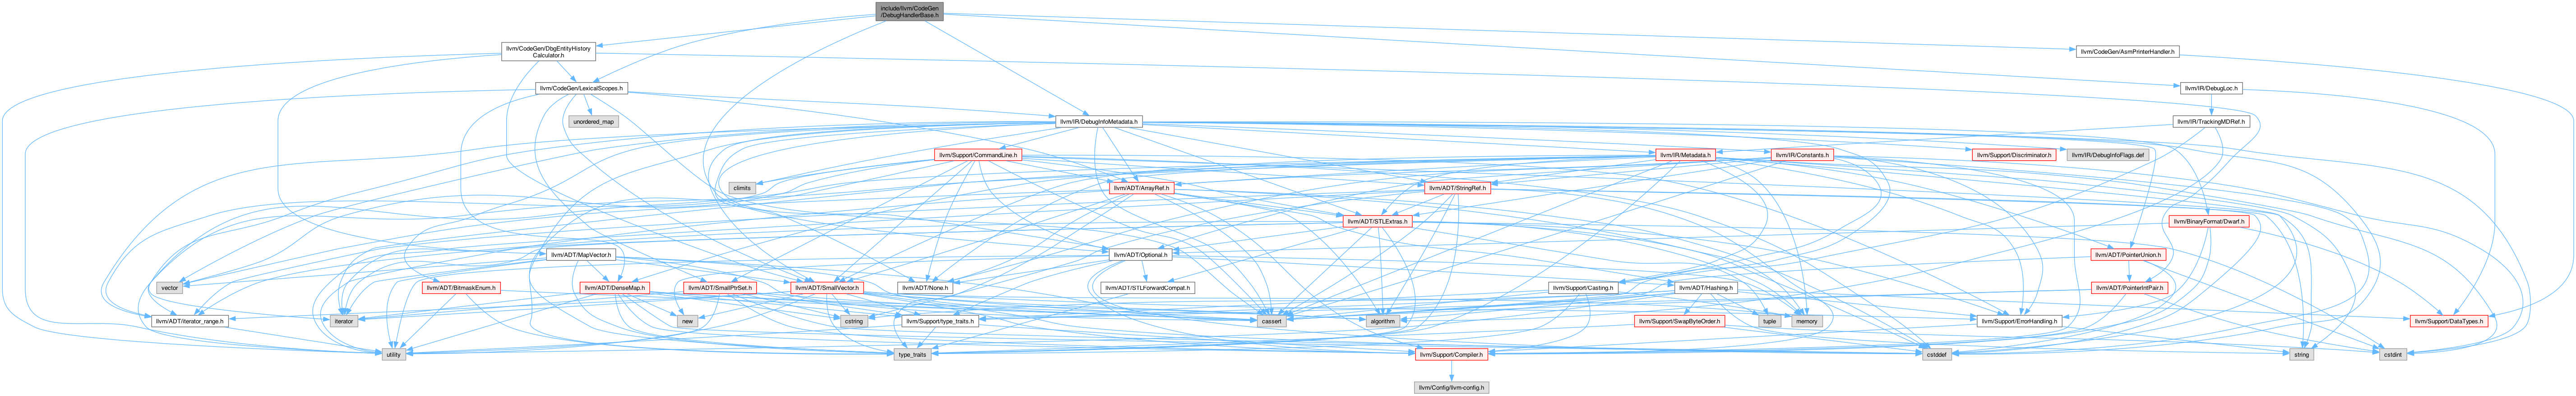 include/llvm/CodeGen
/DebugHandlerBase.h
llvm/CodeGen/DbgEntityHistory
Calculator.h
llvm/CodeGen/AsmPrinterHandler.h
llvm/CodeGen/LexicalScopes.h
llvm/IR/DebugLoc.h
unordered_map
llvm/IR/DebugInfoMetadata.h
llvm/IR/TrackingMDRef.h
llvm/Support/CommandLine.h
llvm/IR/Metadata.h
llvm/IR/Constants.h
llvm/Support/Discriminator.h
llvm/IR/DebugInfoFlags.def
climits
llvm/ADT/ArrayRef.h
llvm/ADT/StringRef.h
llvm/ADT/STLExtras.h
llvm/BinaryFormat/Dwarf.h
llvm/ADT/MapVector.h
llvm/ADT/Optional.h
llvm/ADT/PointerUnion.h
vector
llvm/ADT/BitmaskEnum.h
llvm/ADT/DenseMap.h
llvm/ADT/SmallPtrSet.h
llvm/ADT/SmallVector.h
llvm/ADT/None.h
llvm/ADT/STLForwardCompat.h
llvm/Support/Casting.h
llvm/ADT/Hashing.h
llvm/ADT/PointerIntPair.h
llvm/ADT/iterator_range.h
iterator
new
cstring
llvm/Support/type_traits.h
cassert
algorithm
memory
llvm/Support/SwapByteOrder.h
tuple
llvm/Support/ErrorHandling.h
llvm/Support/DataTypes.h
utility
type_traits
llvm/Support/Compiler.h
cstddef
string
cstdint
llvm/Config/llvm-config.h